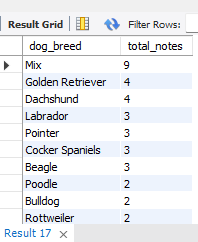 Result Grid Filter Rows:
dog_breed total_notes
Mix 9
Golden Retriever 4
Dachshund 4
Labrador 3
Pointer 3
Cocker Spaniels 3
Beagle 3
Poodle 2
Bulldog 2
Rottweiler 2
Result 17